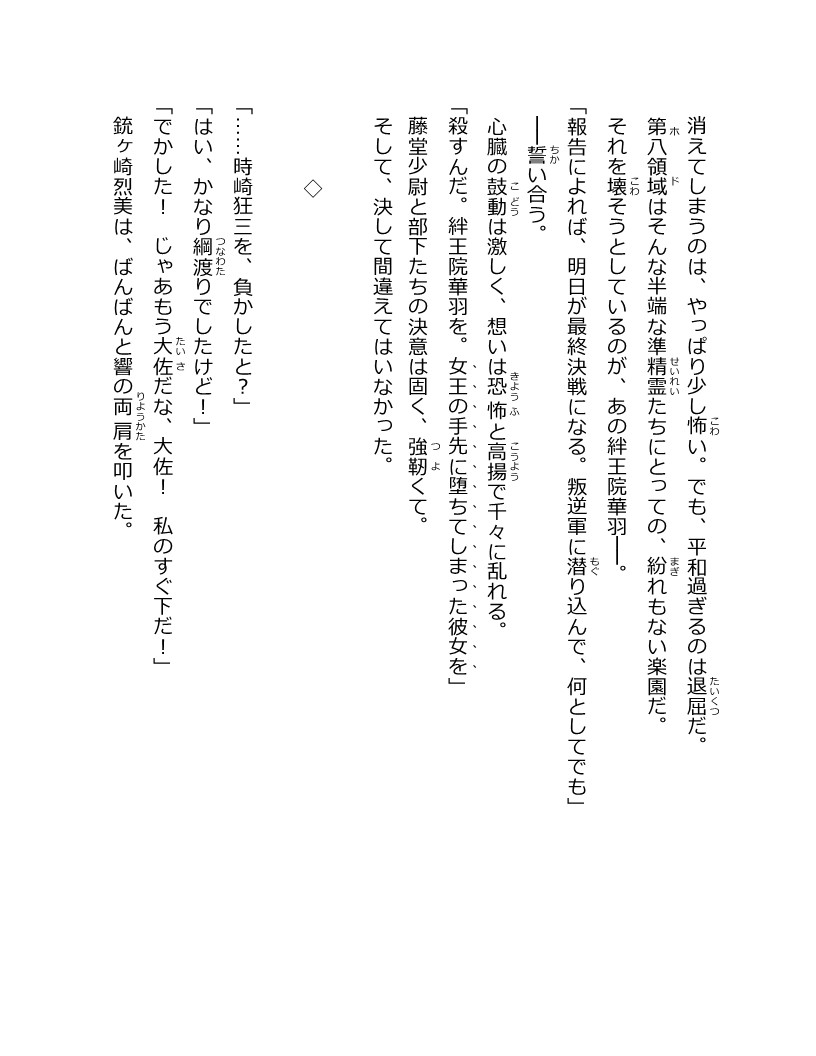 消えてしまうのは、やっぱり少し怖い。でも、平和過ぎるのは退屈だ。
第八領域はそんな半端な準精霊たちにとっての、紛れもない楽園だ。
それを壊そうとしているのが、あの絆王院華羽――。
「報告によれば、明日が最終決戦になる。叛逆軍に潜り込んで、何としてでも」
――誓い合う。
心臓の鼓動は激しく、想いは恐怖と高揚で千々に乱れる。
「殺すんだ。絆王院華羽を。女王の手先に堕ちてしまった彼女を」
藤堂少尉と部下たちの決意は固く、強靭くて。
そして、決して間違えてはいなかった。
◇
「……時崎狂三を、負かしたと?」
「はい、かなり綱渡りでしたけど!」
「でかした! じゃあもう大佐だな、大佐! 私のすぐ下だ!」
銃ヶ崎烈美は、ばんばんと響の両肩を叩いた。